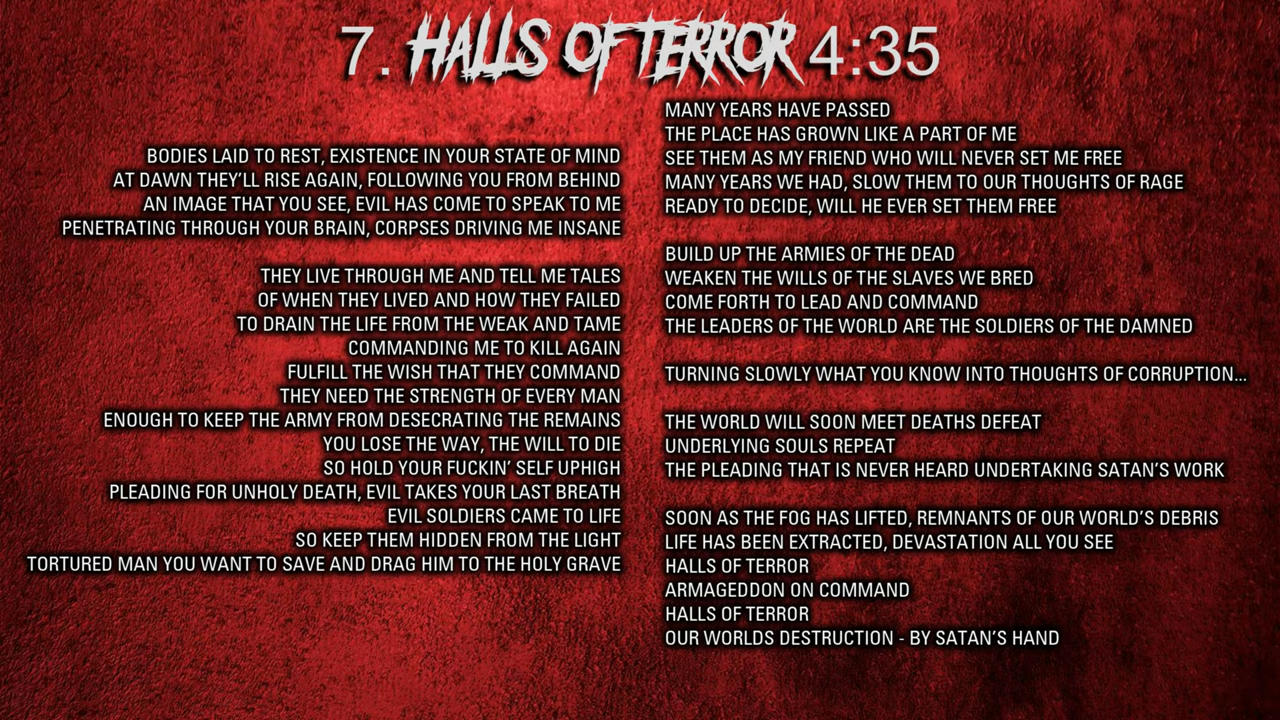 7. HALLS OF TERROR 4:35
BODIES LAID TO REST, EXISTENCE IN YOUR STATE OF MIND
AT DAWN THEY'LL RISE AGAIN, FOLLOWING YOU FROM BEHIND
AN IMAGE THAT YOU SEE, EVIL HAS COME TO SPEAK TO ME
PENETRATING THROUGH YOUR BRAIN, CORPSES DRIVING ME INSANE
THEY LIVE THROUGH ME AND TELL ME TALES
OF WHEN THEY LIVED AND HOW THEY FAILED
TO DRAIN THE LIFE FROM THE WEAK AND TAME
COMMANDING ME TO KILL AGAIN
FULFILL THE WISH THAT THEY COMMAND
THEY NEED THE STRENGTH OF EVERY MAN
ENOUGH TO KEEP THE ARMY FROM DESECRATING THE REMAINS
YOU LOSE THE WAY, THE WILL TO DIE
SO HOLD YOUR FUCKIN' SELF UPHIGH
PLEADING FOR UNHOLY DEATH, EVIL TAKES YOUR LAST BREATH
EVIL SOLDIERS CAME TO LIFE
SO KEEP THEM HIDDEN FROM THE LIGHT
TORTURED MAN YOU WANT TO SAVE AND DRAG HIM TO THE HOLY GRAVE
MANY YEARS HAVE PASSED
THE PLACE HAS GROWN LIKE A PART OF ME
SEE THEM AS MY FRIEND WHO WILL NEVER SET ME FREE
MANY YEARS WE HAD, SLOW THEM TO OUR THOUGHTS OF RAGE
READY TO DECIDE, WILL HE EVER SET THEM FREE
BUILD UP THE ARMIES OF THE DEAD
WEAKEN THE WILLS OF THE SLAVES WE BRED
COME FORTH TO LEAD AND COMMAND
THE LEADERS OF THE WORLD ARE THE SOLDIERS OF THE DAMNED
TURNING SLOWLY WHAT YOU KNOW INTO THOUGHTS OF CORRUPTION...
THE WORLD WILL SOON MEET DEATHS DEFEAT
UNDERLYING SOULS REPEAT
THE PLEADING THAT IS NEVER HEARD UNDERTAKING SATAN'S WORK
SOON AS THE FOG HAS LIFTED, REMNANTS OF OUR WORLD'S DEBRIS
LIFE HAS BEEN EXTRACTED, DEVASTATION ALL YOU SEE
HALLS OF TERROR
ARMAGEDDON ON COMMAND
HALLS OF TERROR
OUR WORLDS DESTRUCTION - BY SATAN'S HAND